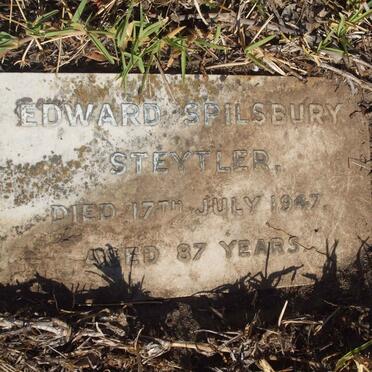 EDWARD SPILSBURY
STEYTLER.
DIED 17TH JULY 1947.
AGED 87 YEARS